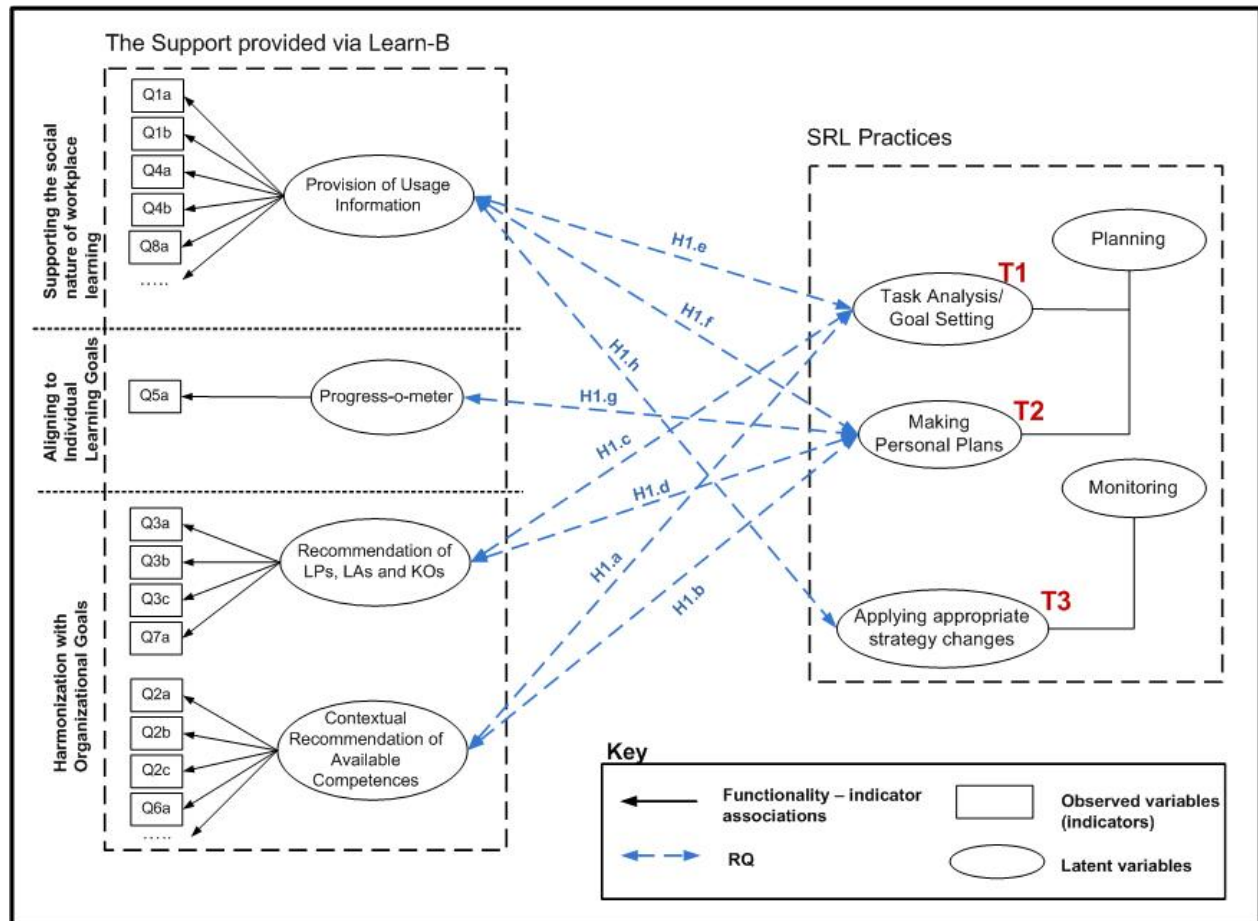 The Support provided via Learn-B
Supporting the social
nature of workplace
learning
Q1a
Q1b
Q4a
Q4b
Q8a
.....
Provision of Usage
Information
Aligning to
Individual
Learning Goals
Q5a
Progress-o-meter
Harmonization with
Organizational Goals
Q3a
Q3b
Q3c
Q7a
Recommendation of
LPs, LAs and KOs
Q2a
Q2b
Q2c
Q6a
.....
Contextual
Recommendation of
Available
Competences
H1.e
H1.f
H1.h
H1.g
H1.c
H1.d
H1.a
H1.b
SRL Practices
Planning
T1
Task Analysis/
Goal Setting
T2
Making
Personal Plans
Monitoring
T3
Applying appropriate
strategy changes
Key
Functionality – indicator
associations
RQ
Observed variables
(indicators)
Latent variables